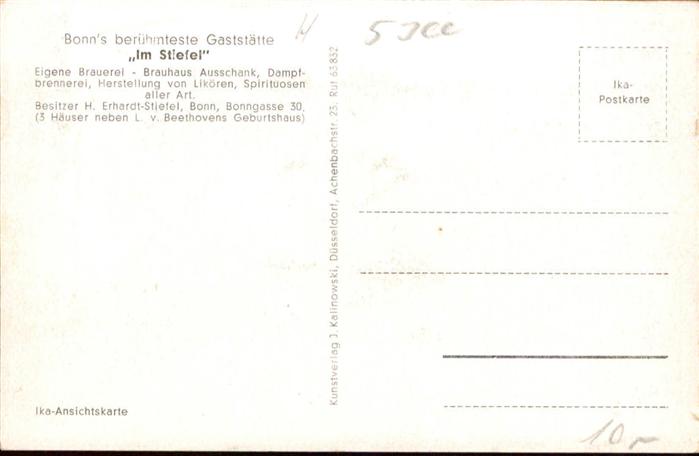 Bonn's berühmteste Gaststätte
„Im Stiefel"
Eigene Brauerei - Brauhaus Ausschank, Dampf-
brennerei, Herstellung von Likören, Spirituosen
aller Art.
Besitzer H. Erhardt-Stiefel, Bonn, Bonngasse 30,
(3 Häuser neben L. v. Beethovens Geburtshaus)
Ika-Ansichtskarte
Kunstverlag J. Kalinowski, Düsseldorf, Achenbachstr. 23, Ruf 63832
Ika-
Postkarte
10,-